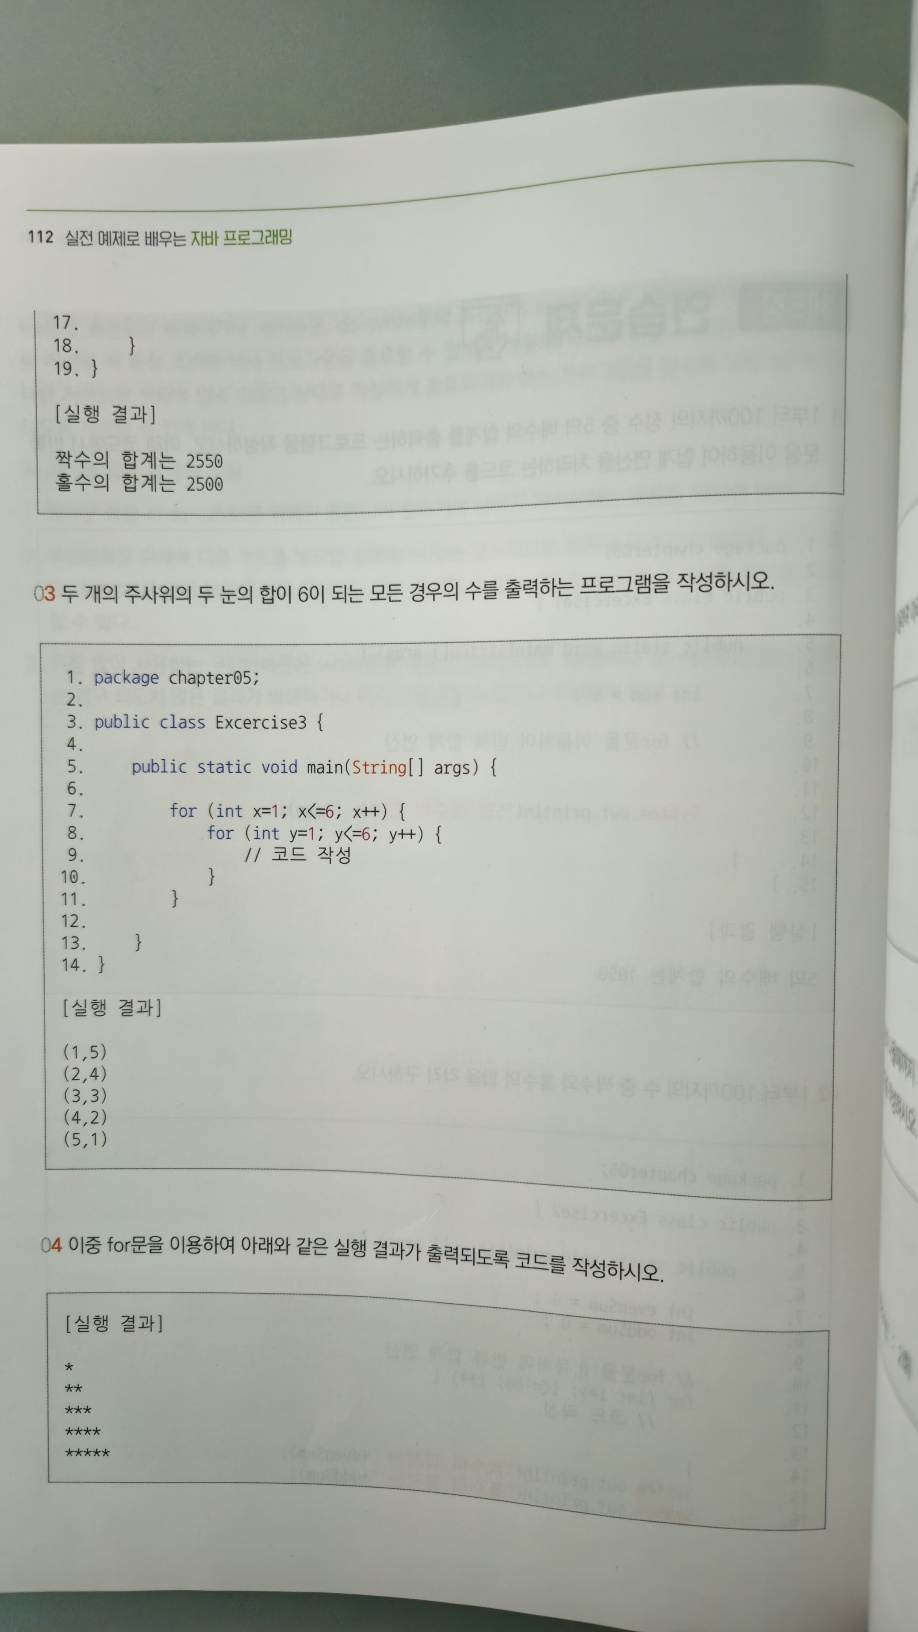 112 실전 예제로 배우는 자바 프로그래밍
17.
18. }
19. }
[실행 결과]
짝수의 합계는 2550
홀수의 합계는 2500
03 두 개의 주사위의 두 눈의 합이 6이 되는 모든 경우의 수를 출력하는 프로그램을 작성하시오.
1. package chapter05;
2.
3. public class Excercise3 {
4.
5. public static void main(String[] args) {
6.
7. for (int x=1; x<=6; x++) {
8. for (int y=1; y<=6; y++) {
9. // 코드 작성
10. }
11. }
12.
13. }
14. }
[실행 결과]
(1,5)
(2,4)
(3,3)
(4,2)
(5,1)
04 이중 for문을 이용하여 아래와 같은 실행 결과가 출력되도록 코드를 작성하시오.
[실행 결과]
*
**
***
****
*****